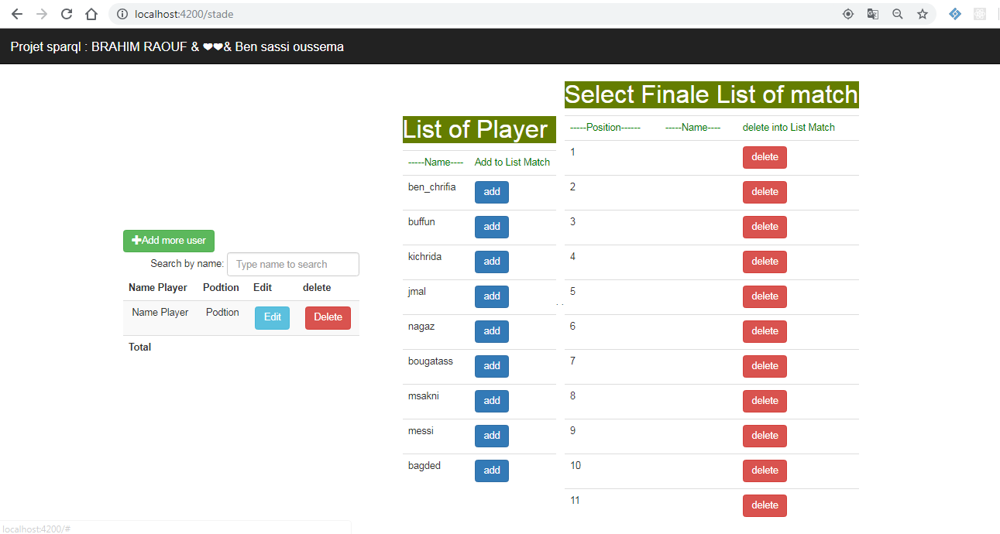 localhost:4200/stade
Projet sparql : BRAHIM RAOUF & ❤❤& Ben sassi oussema
Add more user
Search by name: Type name to search
Name Player Podtion Edit delete
Name Player Podtion Edit Delete
Total
List of Player
-----Name---- Add to List Match
ben_chrifia add
buffun add
kichrida add
jmal add
nagaz add
bougatass add
msakni add
messi add
bagded add
. .
Select Finale List of match
-----Position------ -----Name---- delete into List Match
1 delete
2 delete
3 delete
4 delete
5 delete
6 delete
7 delete
8 delete
9 delete
10 delete
11 delete
localhost:4200/#